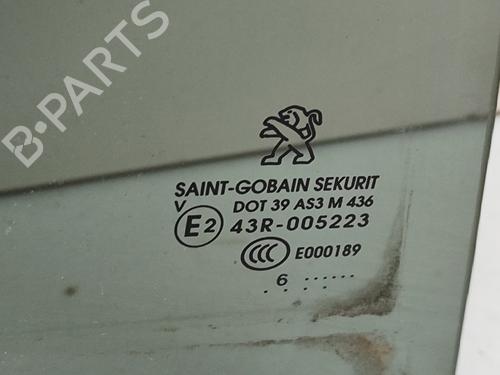 B-PARTS
SAINT-GOBAIN SEKURIT
V DOT 39 AS3 M 436
E2 43R-005223
CCC E000189
6 ......
. . . . .